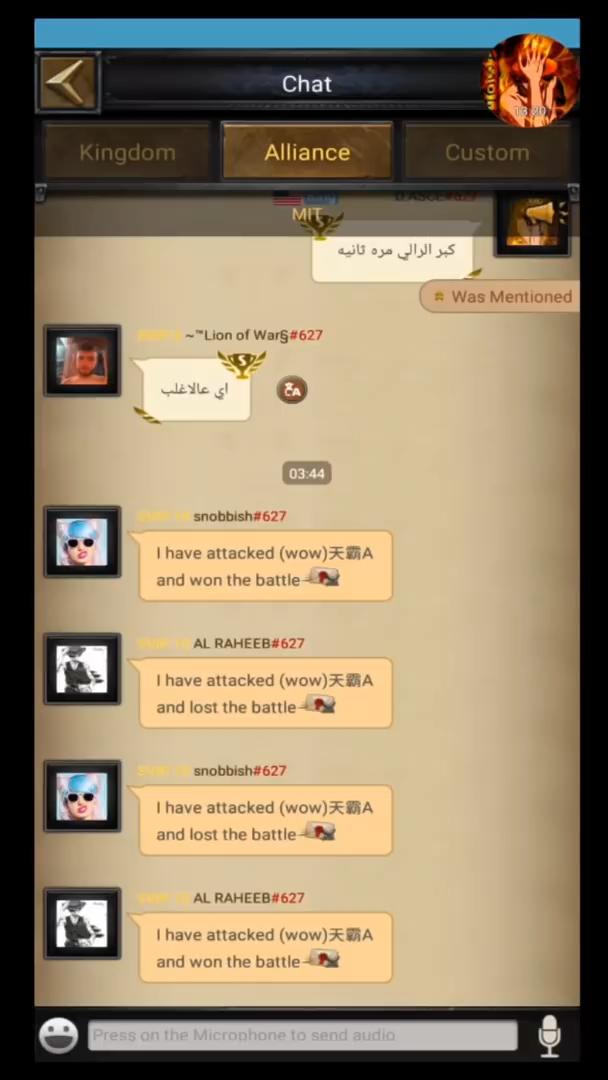 Chat
13:20
Kingdom
Alliance
Custom
MIT
كبر الرالي مره ثانيه
Was Mentioned
~™Lion of War§#627
اي عالاغلب
03:44
snobbish#627
I have attacked (wow)天霸A
and won the battle
AL RAHEEB#627
I have attacked (wow)天霸A
and lost the battle
snobbish#627
I have attacked (wow)天霸A
and lost the battle
AL RAHEEB#627
I have attacked (wow)天霸A
and won the battle
Press on the Microphone to send audio